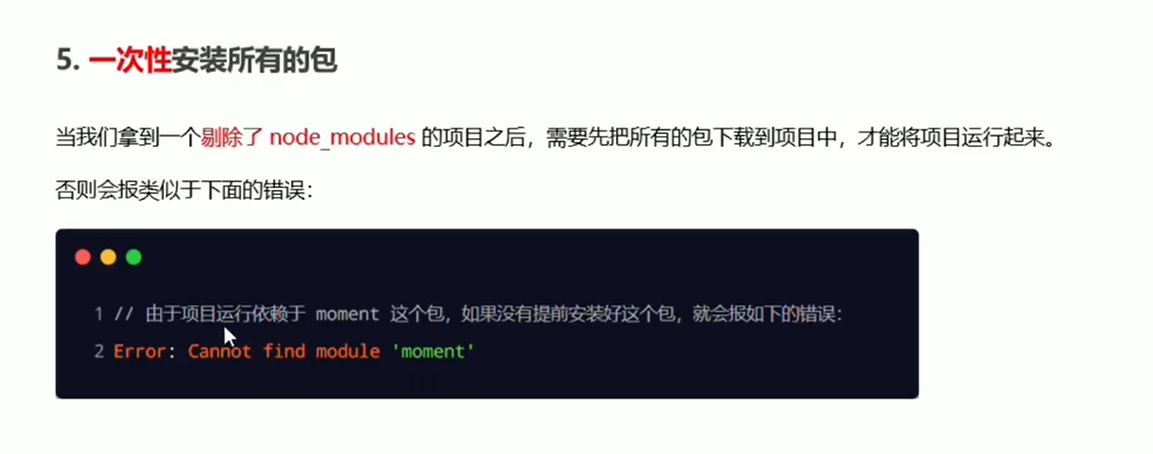 5. 一次性安装所有的包
当我们拿到一个剔除了 node_modules 的项目之后，需要先把所有的包下载到项目中，才能将项目运行起来。
否则会报类似于下面的错误：
1 // 由于项目运行依赖于 moment 这个包，如果没有提前安装好这个包，就会报如下的错误：
2 Error: Cannot find module 'moment'